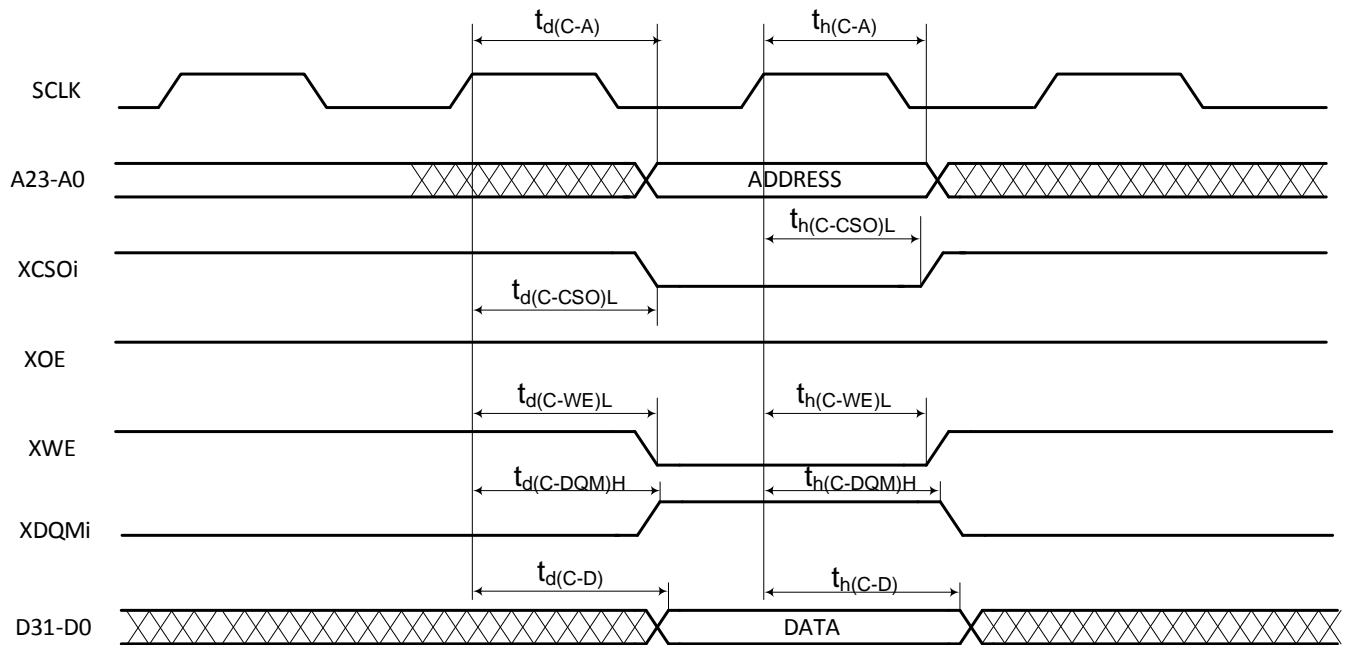 td(C-A) th(C-A)
SCLK
A23-A0 ADDRESS
th(C-CSO)L
XCSOi
td(C-CSO)L
XOE
td(C-WE)L th(C-WE)L
XWE
td(C-DQM)H th(C-DQM)H
XDQMi
td(C-D) th(C-D)
D31-D0 DATA